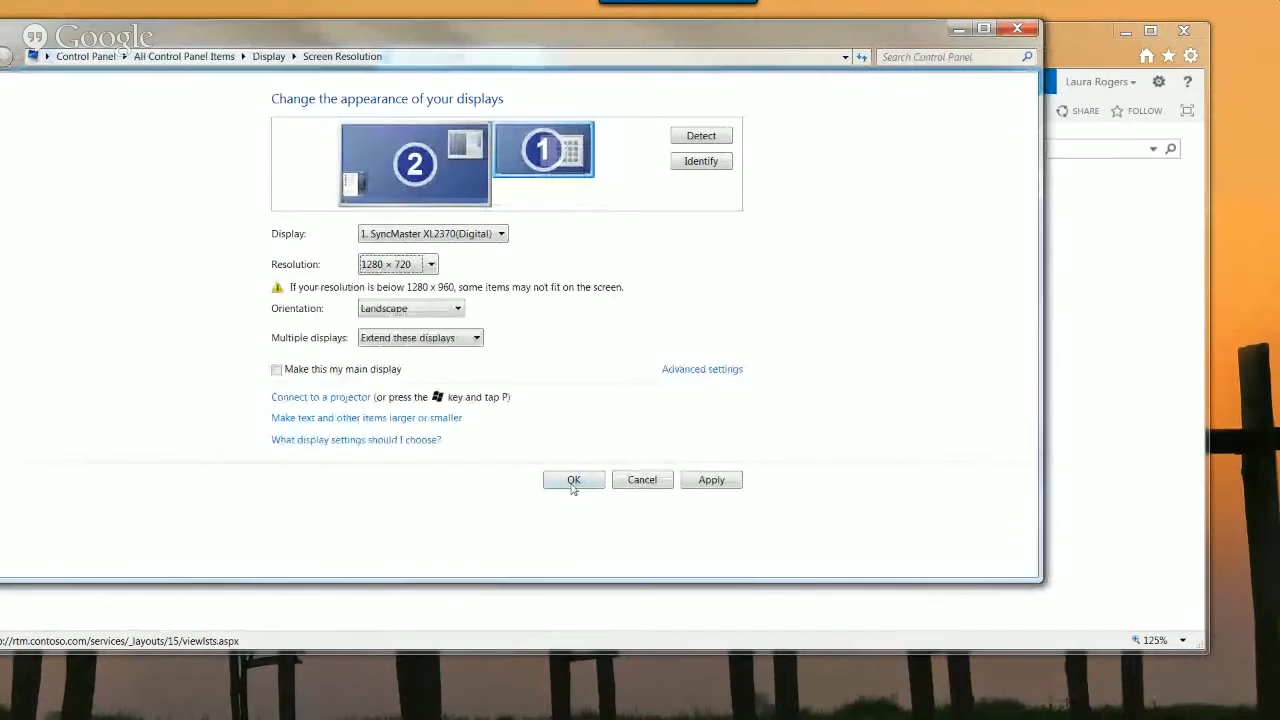 Google
Control Panel All Control Panel Items Display Screen Resolution
Search Control Panel
Laura Rogers
?
SHARE FOLLOW
Change the appearance of your displays
2
1
Detect
Identify
Display: 1. SyncMaster XL2370(Digital)
Resolution: 1280 × 720
If your resolution is below 1280 x 960, some items may not fit on the screen.
Orientation: Landscape
Multiple displays: Extend these displays
Make this my main display
Advanced settings
Connect to a projector (or press the key and tap P)
Make text and other items larger or smaller
What display settings should I choose?
OK Cancel Apply
p://rtm.contoso.com/services/_layouts/15/viewlsts.aspx
125%